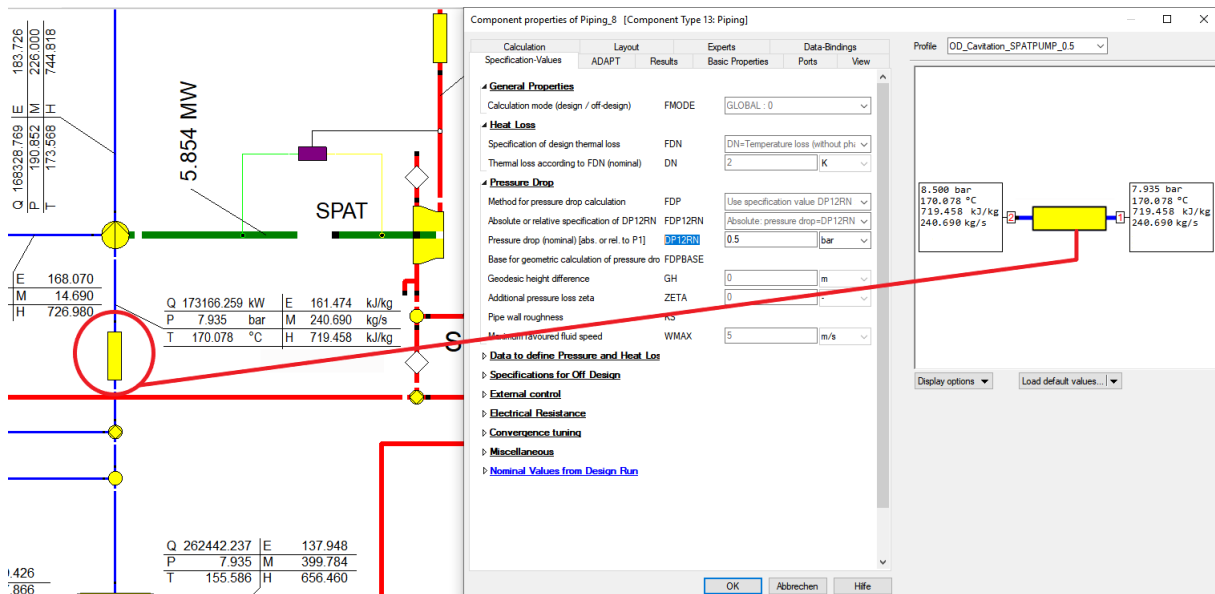 183.726
226.000
744.818
E
M
H
Q 168328.769
P 190.852
T 173.568
5.854 MW
SPAT
E 168.070
M 14.690
H 726.980
Q 173166.259 kW E 161.474 kJ/kg
P 7.935 bar M 240.690 kg/s
T 170.078 °C H 719.458 kJ/kg
S
Q 262442.237 E 137.948
P 7.935 M 399.784
T 155.586 H 656.460
.426
.866
Component properties of Piping_8 [Component Type 13: Piping]
Calculation Layout Experts Data-Bindings
Specification-Values ADAPT Results Basic Properties Ports View
General Properties
Calculation mode (design / off-design) FMODE GLOBAL : 0
Heat Loss
Specification of design thermal loss FDN DN=Temperature loss (without pha
Thermal loss according to FDN (nominal) DN 2 K
Pressure Drop
Method for pressure drop calculation FDP Use specification value DP12RN
Absolute or relative specification of DP12RN FDP12RN Absolute: pressure drop=DP12RN
Pressure drop (nominal) [abs. or rel. to P1] DP12RN 0.5 bar
Base for geometric calculation of pressure dro FDPBASE
Geodesic height difference GH 0 m
Additional pressure loss zeta ZETA 0 -
Pipe wall roughness KS
Maximum favoured fluid speed WMAX 5 m/s
Data to define Pressure and Heat Los
Specifications for Off Design
External control
Electrical Resistance
Convergence tuning
Miscellaneous
Nominal Values from Design Run
OK Abbrechen Hilfe
Profile OD_Cavitation_SPATPUMP_0.5
8.500 bar
170.078 °C
719.458 kJ/kg
240.690 kg/s
2
1
7.935 bar
170.078 °C
719.458 kJ/kg
240.690 kg/s
Display options Load default values...